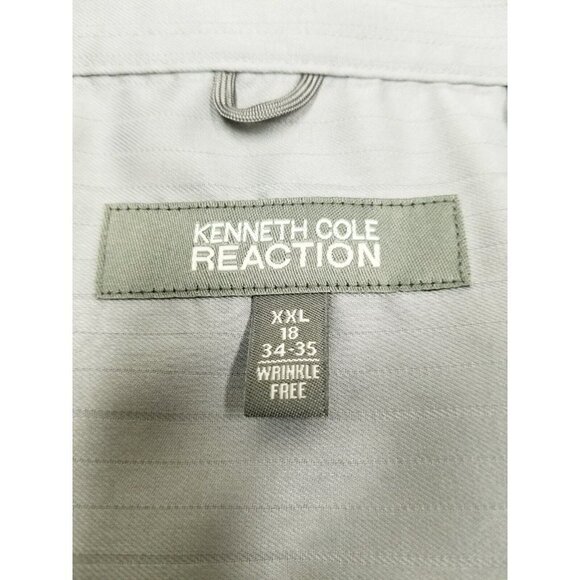 KENNETH COLE
REACTION
XXL
18
34-35
WRINKLE
FREE